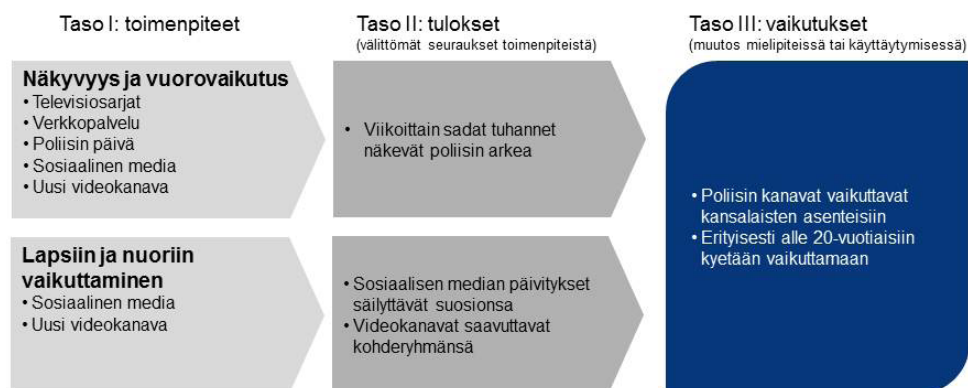 Taso I: toimenpiteet
Taso II: tulokset
(välittömät seuraukset toimenpiteistä)
Taso III: vaikutukset
(muutos mielipiteissä tai käyttäytymisessä)
Näkyvyys ja vuorovaikutus
• Televisiosarjat
• Verkkopalvelu
• Poliisin päivä
• Sosiaalinen media
• Uusi videokanava
• Viikoittain sadat tuhannet
näkevät poliisin arkea
Lapsiin ja nuoriin
vaikuttaminen
• Sosiaalinen media
• Uusi videokanava
• Sosiaalisen median päivitykset
säilyttävät suosionsa
• Videokanavat saavuttavat
kohderyhmänsä
• Poliisin kanavat vaikuttavat
kansalaisten asenteisiin
• Erityisesti alle 20-vuotiaisiin
kyetään vaikuttamaan